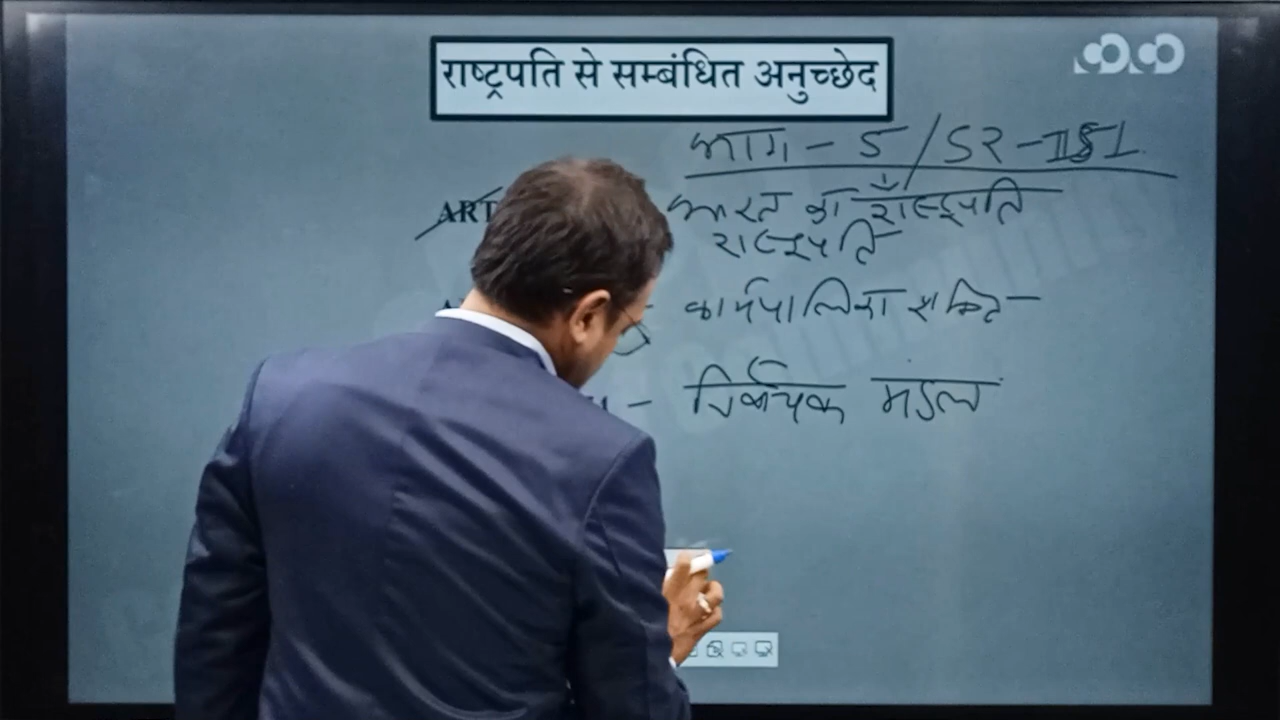 राष्ट्रपति से सम्बंधित अनुच्छेद
भाग - 5 / 52 - 151
ART भारत का राष्ट्रपति
राष्ट्रपति
कार्यपालिका शक्ति -
- निर्वाचक मंडल